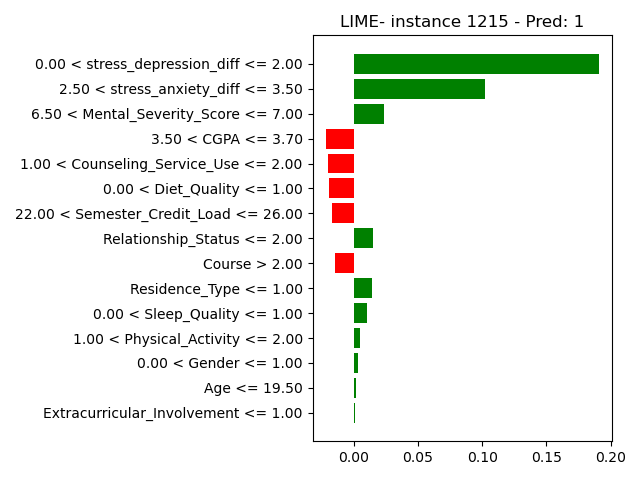 LIME- instance 1215 - Pred: 1
0.00 < stress_depression_diff <= 2.00
2.50 < stress_anxiety_diff <= 3.50
6.50 < Mental_Severity_Score <= 7.00
3.50 < CGPA <= 3.70
1.00 < Counseling_Service_Use <= 2.00
0.00 < Diet_Quality <= 1.00
22.00 < Semester_Credit_Load <= 26.00
Relationship_Status <= 2.00
Course > 2.00
Residence_Type <= 1.00
0.00 < Sleep_Quality <= 1.00
1.00 < Physical_Activity <= 2.00
0.00 < Gender <= 1.00
Age <= 19.50
Extracurricular_Involvement <= 1.00
0.00 0.05 0.10 0.15 0.20